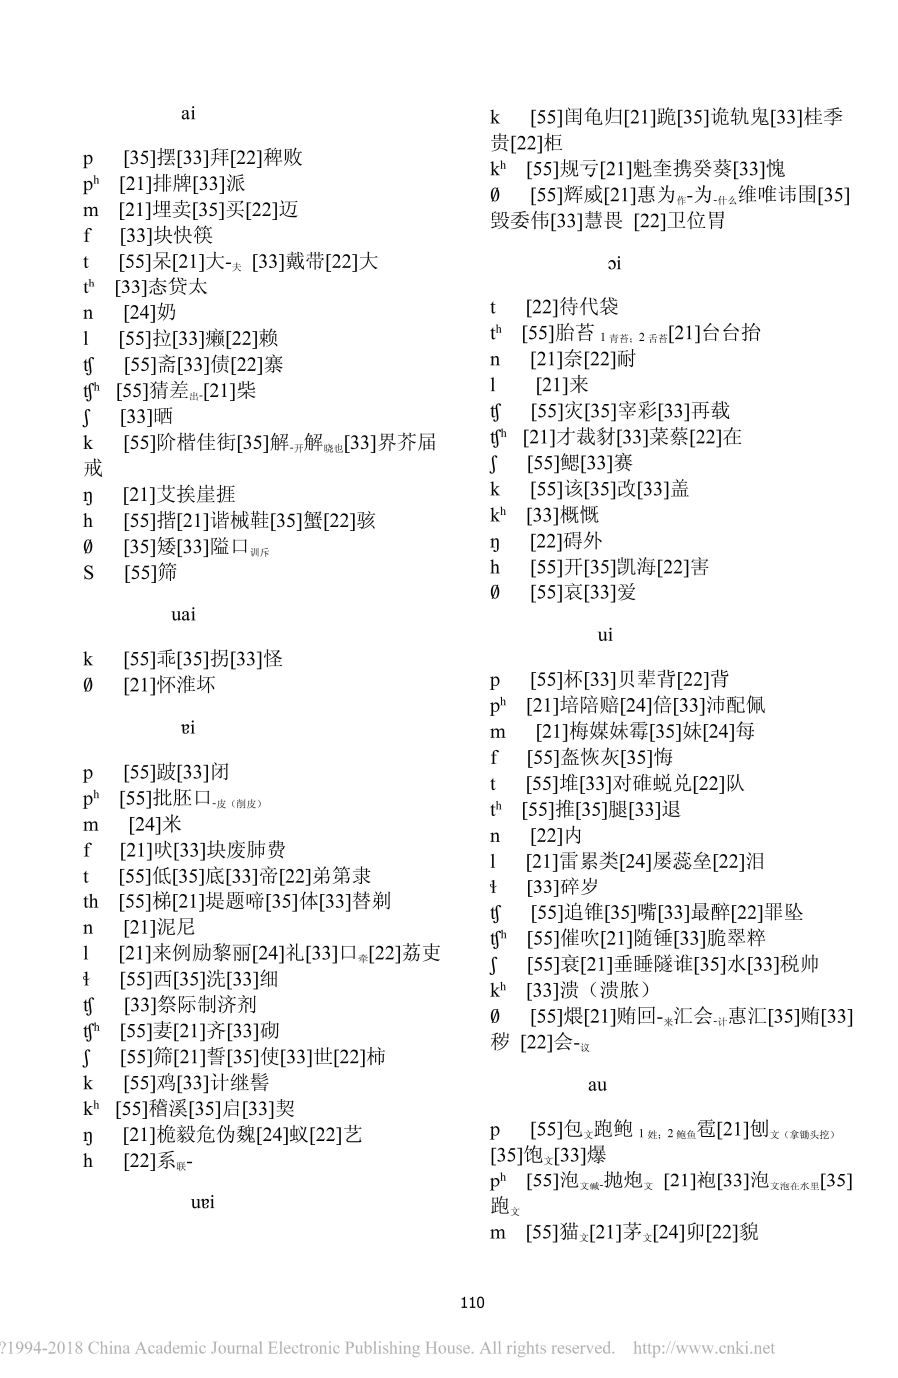 ai
p [35]摆[33]拜[22]稗败
pʰ [21]排牌[33]派
m [21]埋卖[35]买[22]迈
f [33]块快筷
t [55]呆[21]大-夫 [33]戴带[22]大
tʰ [33]态贷太
n [24]奶
l [55]拉[33]癞[22]赖
ʧ [55]斋[33]债[22]寨
ʧʰ [55]猜差出-[21]柴
ʃ [33]晒
k [55]阶楷佳街[35]解-开解晓也[33]界芥届
戒
ŋ [21]艾挨崖捱
h [55]揩[21]谐械鞋[35]蟹[22]骇
Ø [35]矮[33]隘口训斥
S [55]筛
uai
k [55]乖[35]拐[33]怪
Ø [21]怀淮坏
ɐi
p [55]跛[33]闭
pʰ [55]批胚口-皮（削皮）
m [24]米
f [21]吠[33]块废肺费
t [55]低[35]底[33]帝[22]弟第隶
th [55]梯[21]堤题啼[35]体[33]替剃
n [21]泥尼
l [21]来例励黎丽[24]礼[33]口牵[22]荔吏
ɬ [55]西[35]洗[33]细
ʧ [33]祭际制济剂
ʧʰ [55]妻[21]齐[33]砌
ʃ [55]筛[21]誓[35]使[33]世[22]柿
k [55]鸡[33]计继髻
kʰ [55]稽溪[35]启[33]契
ŋ [21]桅毅危伪魏[24]蚁[22]艺
h [22]系联-
uɐi
k [55]闺龟归[21]跪[35]诡轨鬼[33]桂季
贵[22]柜
kʰ [55]规亏[21]魁奎携癸葵[33]愧
Ø [55]辉威[21]惠为作-为-什么维唯讳围[35]
毁委伟[33]慧畏 [22]卫位胃
ɔi
t [22]待代袋
tʰ [55]胎苔 1 青苔；2 舌苔[21]台台抬
n [21]奈[22]耐
l [21]来
ʧ [55]灾[35]宰彩[33]再载
ʧʰ [21]才裁豺[33]菜蔡[22]在
ʃ [55]鳃[33]赛
k [55]该[35]改[33]盖
kʰ [33]概慨
ŋ [22]碍外
h [55]开[35]凯海[22]害
Ø [55]哀[33]爱
ui
p [55]杯[33]贝辈背[22]背
pʰ [21]培陪赔[24]倍[33]沛配佩
m [21]梅媒妹霉[35]妹[24]每
f [55]盔恢灰[35]悔
t [55]堆[33]对碓蜕兑[22]队
tʰ [55]推[35]腿[33]退
n [22]内
l [21]雷累类[24]屡蕊垒[22]泪
ɬ [33]碎岁
ʧ [55]追锥[35]嘴[33]最醉[22]罪坠
ʧʰ [55]催吹[21]随锤[33]脆翠粹
ʃ [55]衰[21]垂睡隧谁[35]水[33]税帅
kʰ [33]溃（溃脓）
Ø [55]煨[21]贿回-来汇会-计惠汇[35]贿[33]
秽 [22]会-议
au
p [55]包文跑鲍 1 姓；2 鲍鱼雹[21]刨文（拿锄头挖）
[35]饱文[33]爆
pʰ [55]泡文碱-抛炮文 [21]袍[33]泡文泡在水里[35]
跑文
m [55]猫文[21]茅文[24]卯[22]貌
110
?1994-2018 China Academic Journal Electronic Publishing House. All rights reserved. http://www.cnki.net